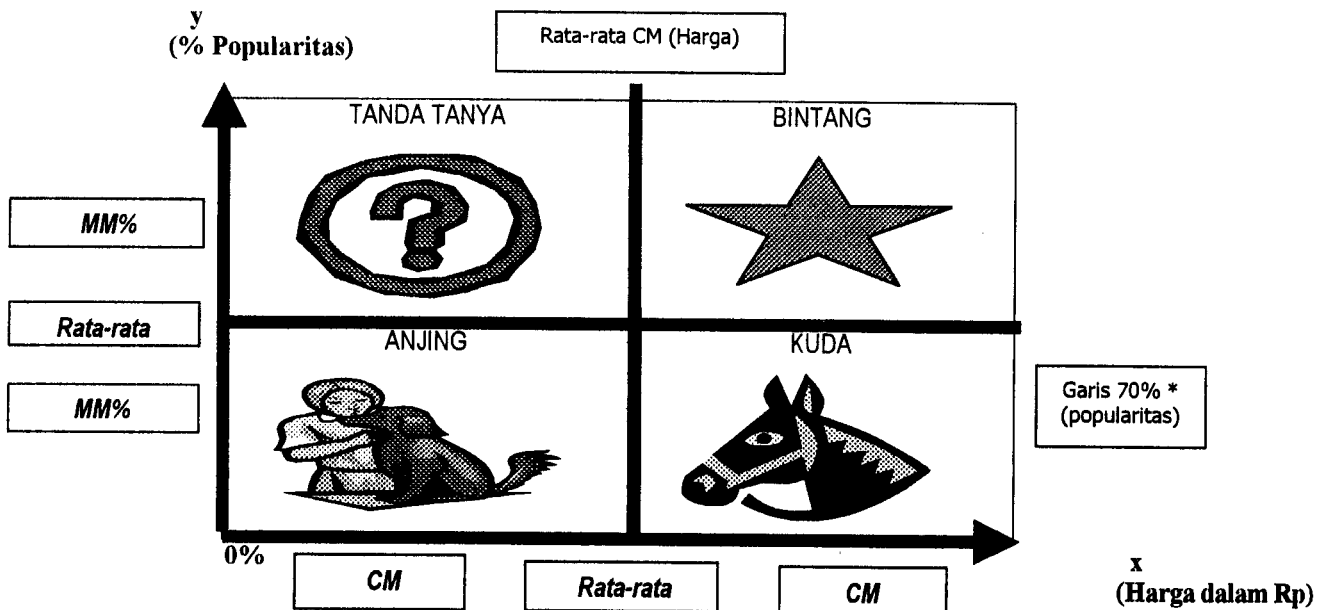 y
(% Popularitas)
Rata-rata CM (Harga)
TANDA TANYA
BINTANG
MM%
Rata-rata
ANJING
KUDA
MM%
Garis 70% *
(popularitas)
0%
CM
Rata-rata
CM
x
(Harga dalam Rp)